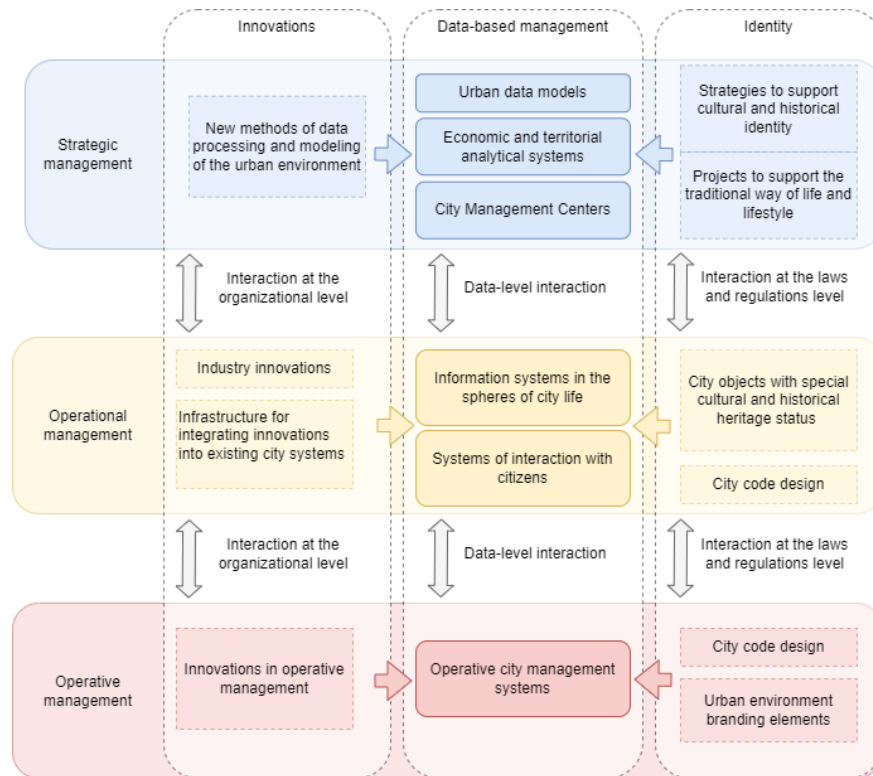 Innovations
Data-based management
Identity
Strategic
management
New methods of data
processing and modeling
of the urban environment
Urban data models
Economic and territorial
analytical systems
City Management Centers
Strategies to support
cultural and historical
identity
Projects to support the
traditional way of life and
lifestyle
Interaction at the
organizational level
Data-level interaction
Interaction at the laws
and regulations level
Operational
management
Industry innovations
Infrastructure for
integrating innovations
into existing city systems
Information systems in the
spheres of city life
Systems of interaction with
citizens
City objects with special
cultural and historical
heritage status
City code design
Interaction at the
organizational level
Data-level interaction
Interaction at the laws
and regulations level
Operative
management
Innovations in operative
management
Operative city management
systems
City code design
Urban environment
branding elements